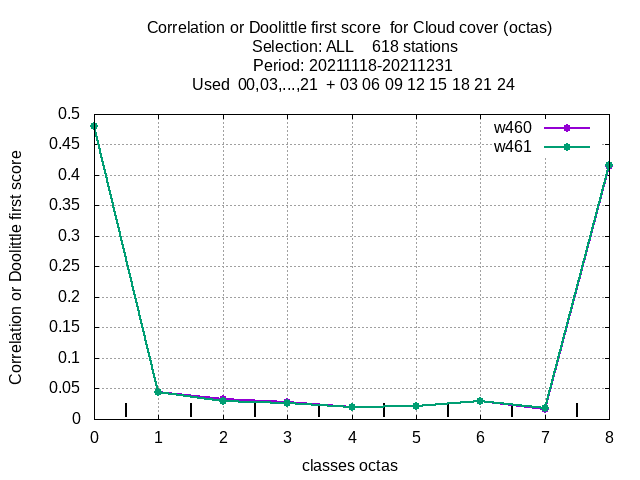 Correlation or Doolittle first score  for Cloud cover (octas)
Selection: ALL    618 stations
Period: 20211118-20211231
Used  00,03,...,21  + 03 06 09 12 15 18 21 24
w460
w461
0.5
0.45
0.4
0.35
0.3
0.25
0.2
0.15
0.1
0.05
0
Correlation or Doolittle first score
0 1 2 3 4 5 6 7 8
classes octas